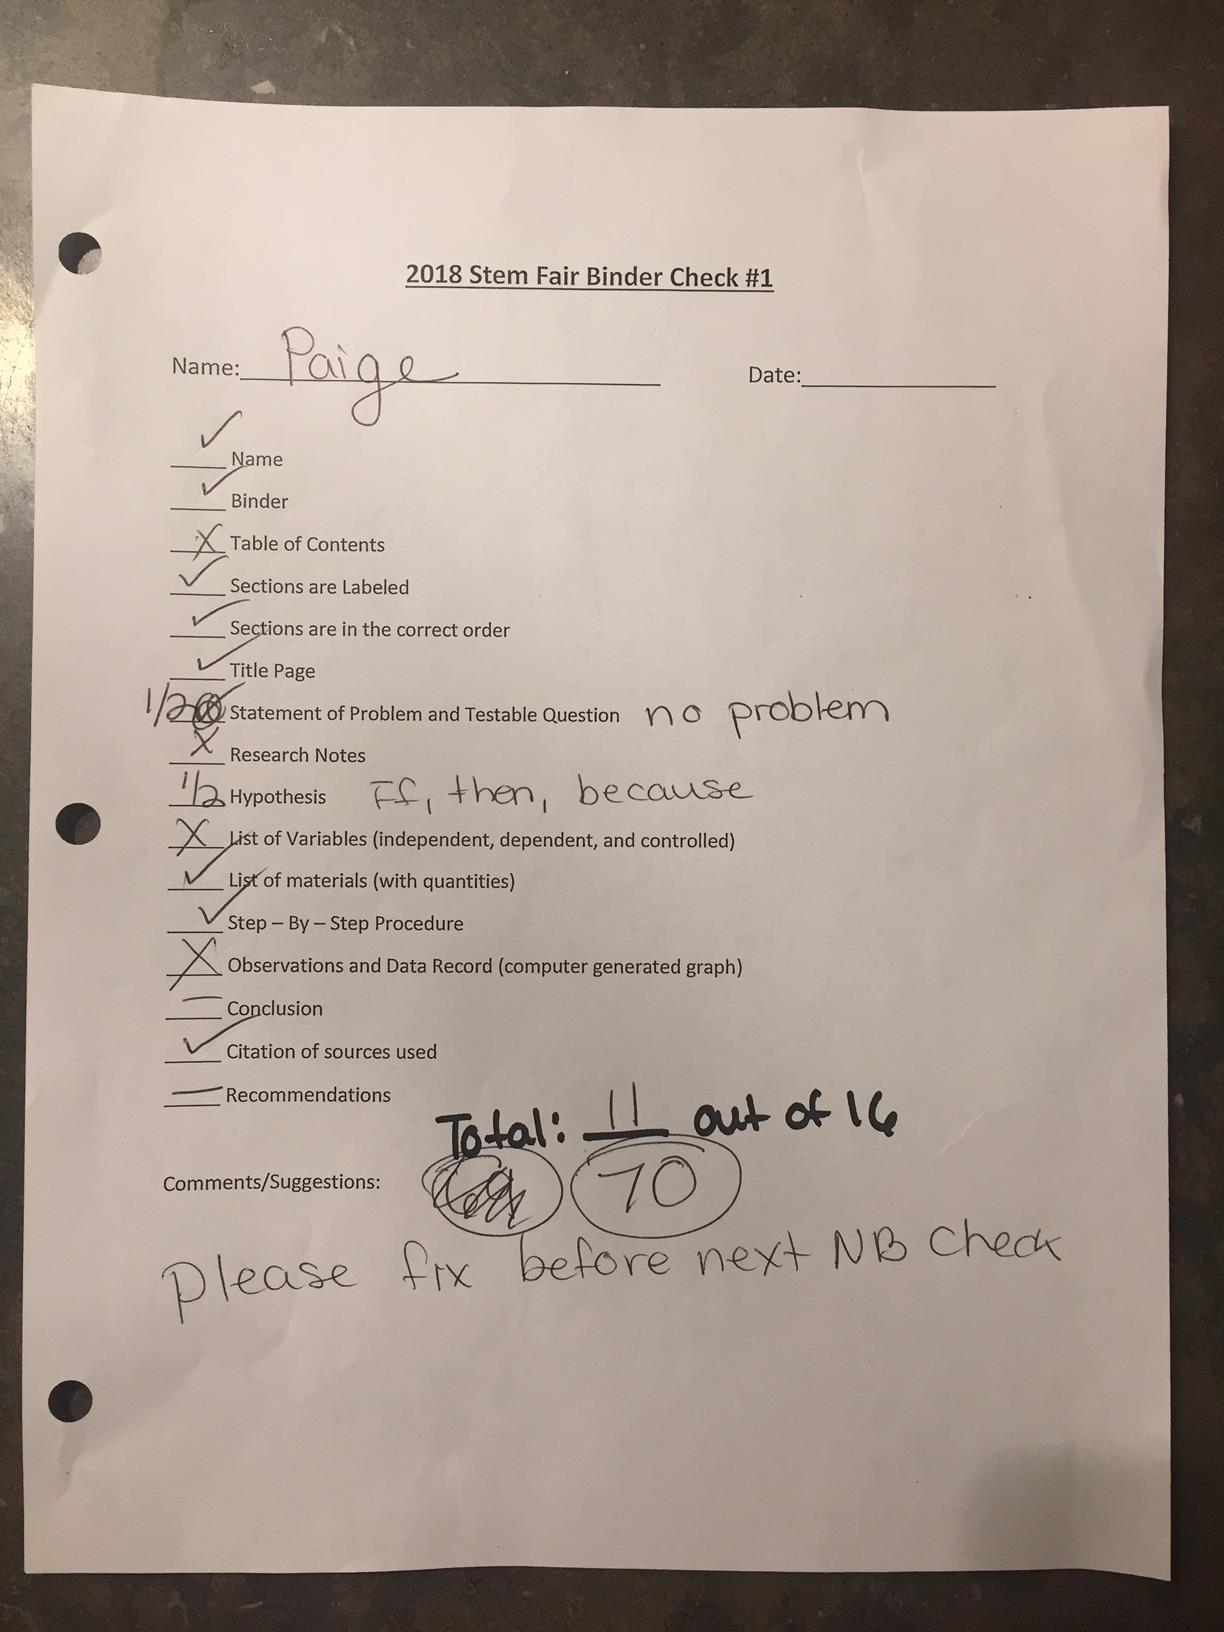 2018 Stem Fair Binder Check #1
Name: Paige Date:
✓ Name
✓ Binder
X Table of Contents
✓ Sections are Labeled
✓ Sections are in the correct order
✓ Title Page
1/2 Statement of Problem and Testable Question no problem
X Research Notes
1/2 Hypothesis If, then, because
X List of Variables (independent, dependent, and controlled)
✓ List of materials (with quantities)
✓ Step – By – Step Procedure
X Observations and Data Record (computer generated graph)
— Conclusion
✓ Citation of sources used
— Recommendations
Total: 11 out of 16
Comments/Suggestions: 70
please fix before next NB check